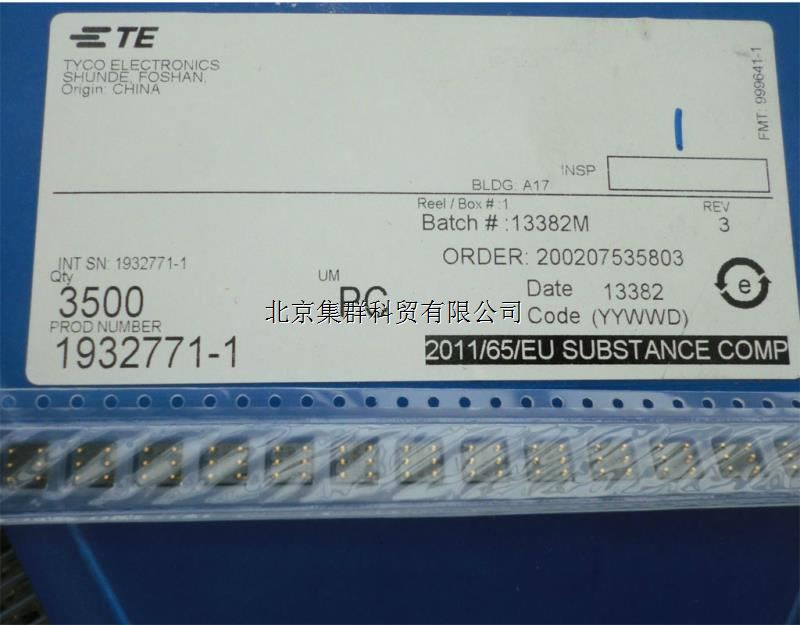 TE
TYCO ELECTRONICS
SHUNDE, FOSHAN,
Origin: CHINA
FMT: 999641-1
INSP
BLDG: A17
Reel / Box # :1
REV
Batch # :13382M
3
ORDER: 200207535803
INT SN: 1932771-1
Qty
UM
3500
PC
Date
Code
13382
(YYWWD)
e
北京集群科贸有限公司
PROD NUMBER
1932771-1
2011/65/EU SUBSTANCE COMP